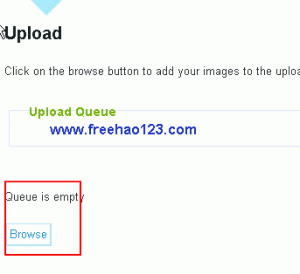 Upload
Click on the browse button to add your images to the uploa
Upload Queue
www.freehao123.com
Queue is empty
Browse